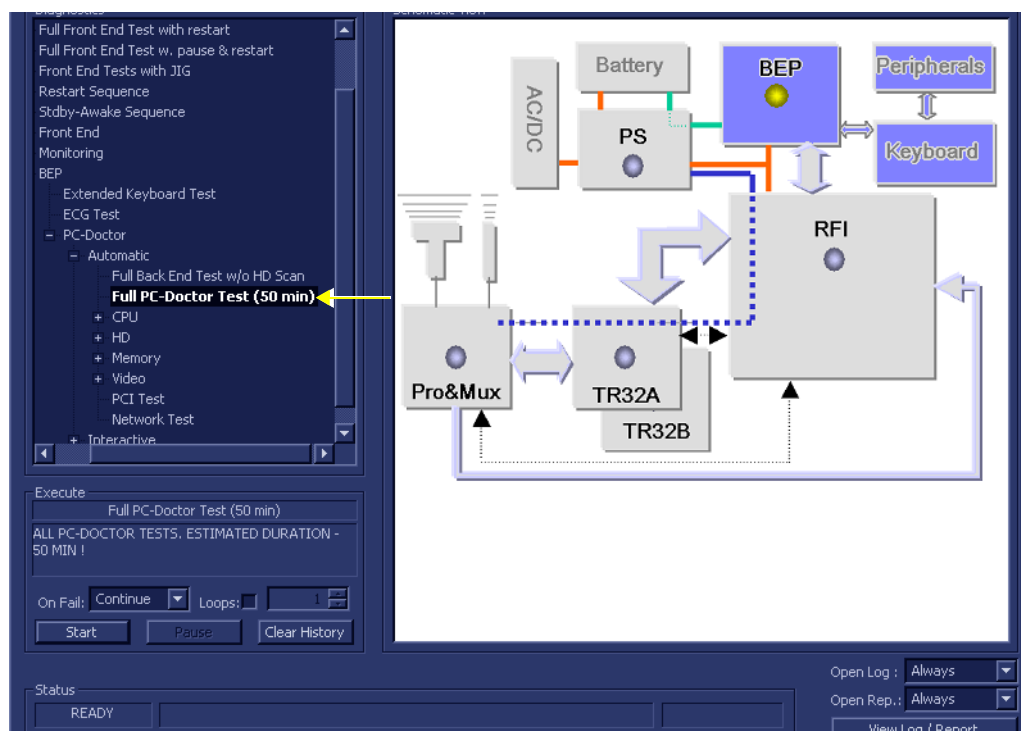 Diagnostics
Full Front End Test with restart
Full Front End Test w. pause & restart
Front End Tests with JIG
Restart Sequence
Stdby-Awake Sequence
Front End
Monitoring
BEP
Extended Keyboard Test
ECG Test
PC-Doctor
Automatic
Full Back End Test w/o HD Scan
Full PC-Doctor Test (50 min)
CPU
HD
Memory
Video
PCI Test
Network Test
Interactive
Execute
Full PC-Doctor Test (50 min)
ALL PC-DOCTOR TESTS. ESTIMATED DURATION -
50 MIN !
On Fail: Continue Loops: 1
Start Pause Clear History
Status
READY
Schematic View
Battery
AC/DC
PS
BEP
Peripherals
Keyboard
RFI
Pro&Mux
TR32A
TR32B
Open Log : Always
Open Rep.: Always
View Log / Report